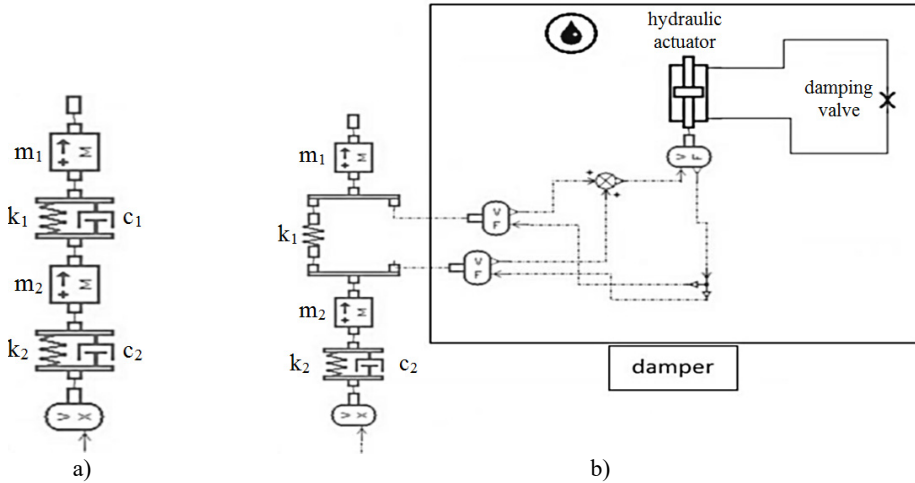 m₁
k₁ c₁
m₂
k₂ c₂
V X
a)
hydraulic
actuator
damping
valve
V F
m₁
M
k₁
V
F
V
F
m₂
M
k₂ c₂
V X
damper
b)